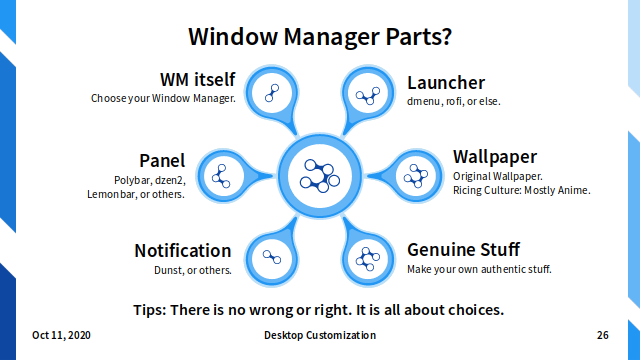 Window Manager Parts?
WM itself
Choose your Window Manager.
Launcher
dmenu, rofi, or else.
Panel
Polybar, dzen2,
Lemonbar, or others.
Wallpaper
Original Wallpaper.
Ricing Culture: Mostly Anime.
Notification
Dunst, or others.
Genuine Stuff
Make your own authentic stuff.
Tips: There is no wrong or right. It is all about choices.
Oct 11, 2020
Desktop Customization
26